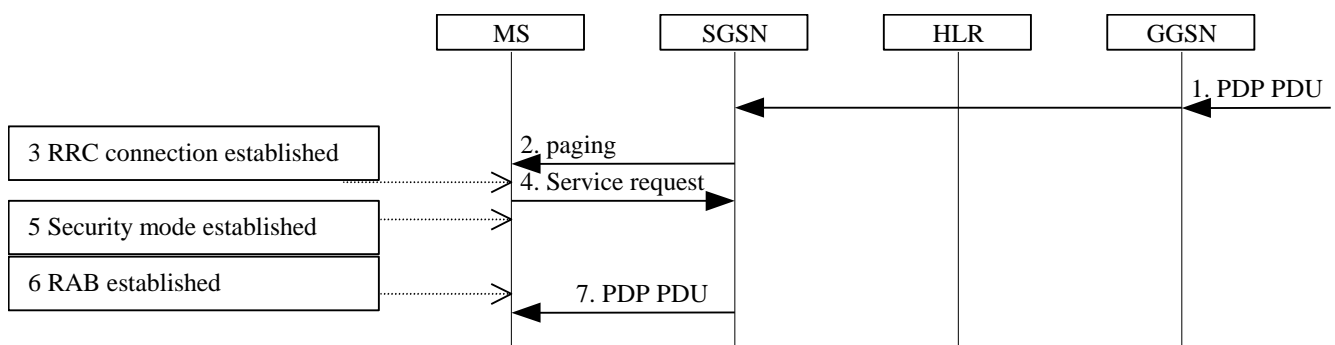 MS
SGSN
HLR
GGSN
1. PDP PDU
2. paging
3 RRC connection established
4. Service request
5 Security mode established
6 RAB established
7. PDP PDU